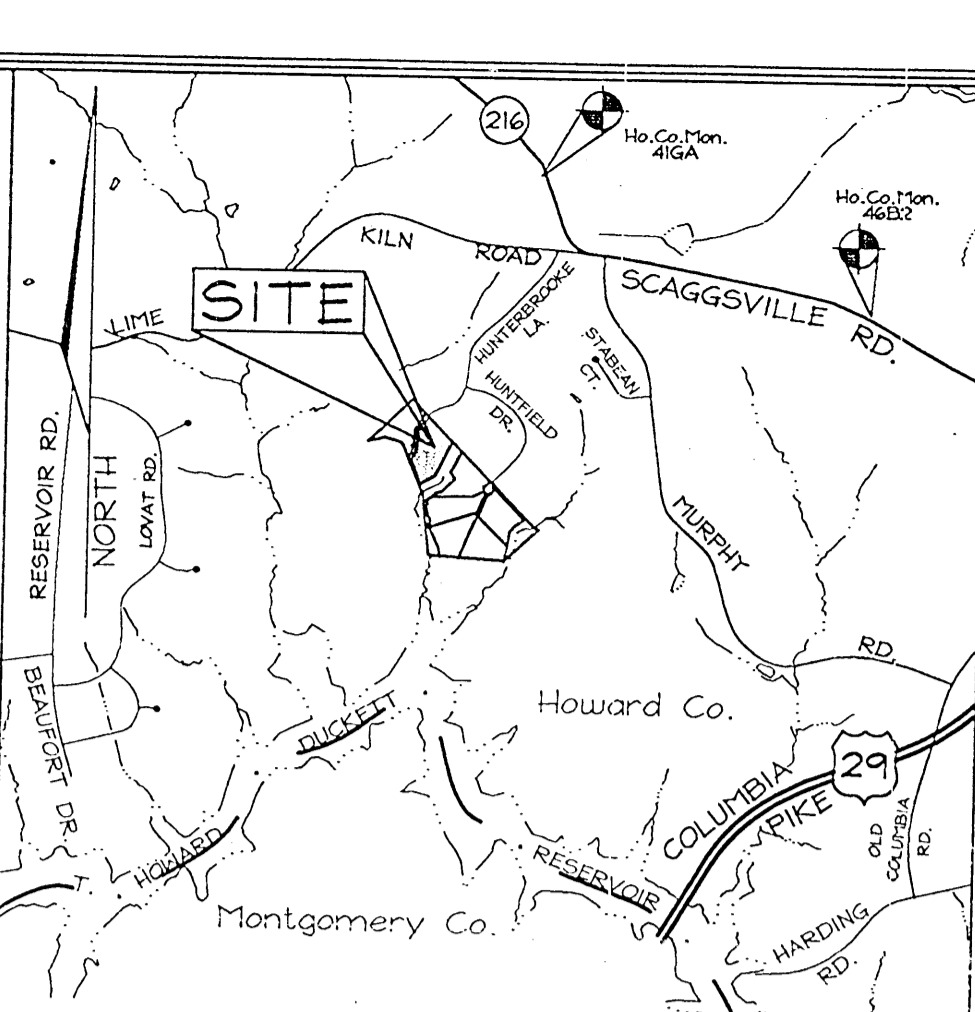 216
Ho.Co.Mon.
41GA
Ho.Co.Mon.
46B2
KILN
ROAD
SCAGGSVILLE
RD.
SITE
LIME
HUNTERBROOKE
LA.
STABEAN
CT.
HUNTFIELD
DR.
RESERVOIR RD.
NORTH
LOVAT RD.
MURPHY
RD.
BEAUFORT DR.
Howard Co.
DUCKETT
29
COLUMBIA
PIKE
OLD
COLUMBIA
RD.
HOWARD
T.
RESERVOIR
Montgomery Co.
HARDING
RD.